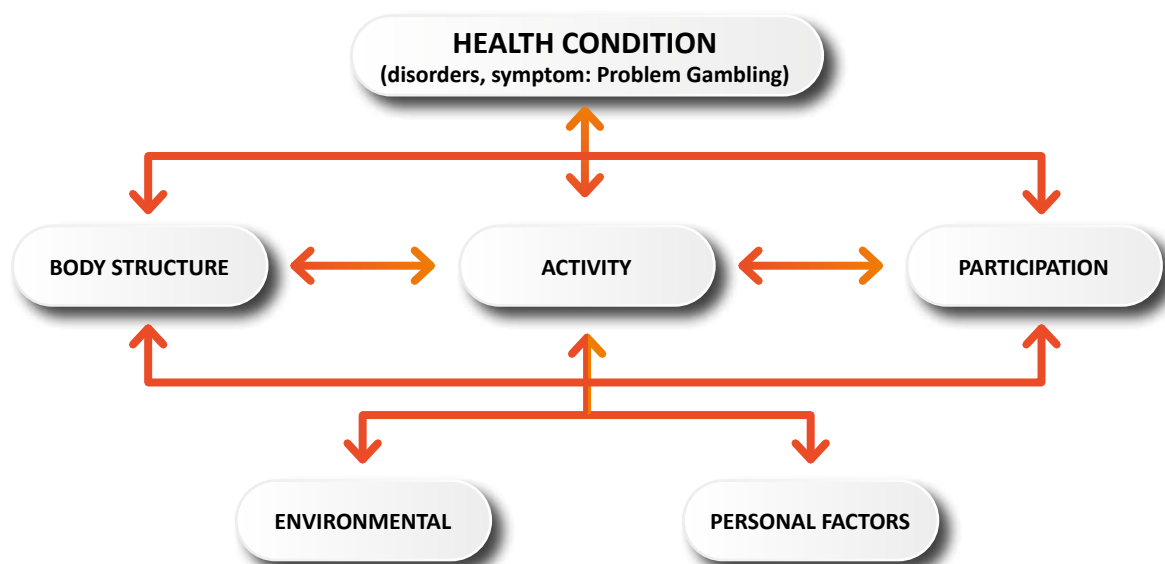 HEALTH CONDITION
(disorders, symptom: Problem Gambling)
BODY STRUCTURE
ACTIVITY
PARTICIPATION
ENVIRONMENTAL
PERSONAL FACTORS